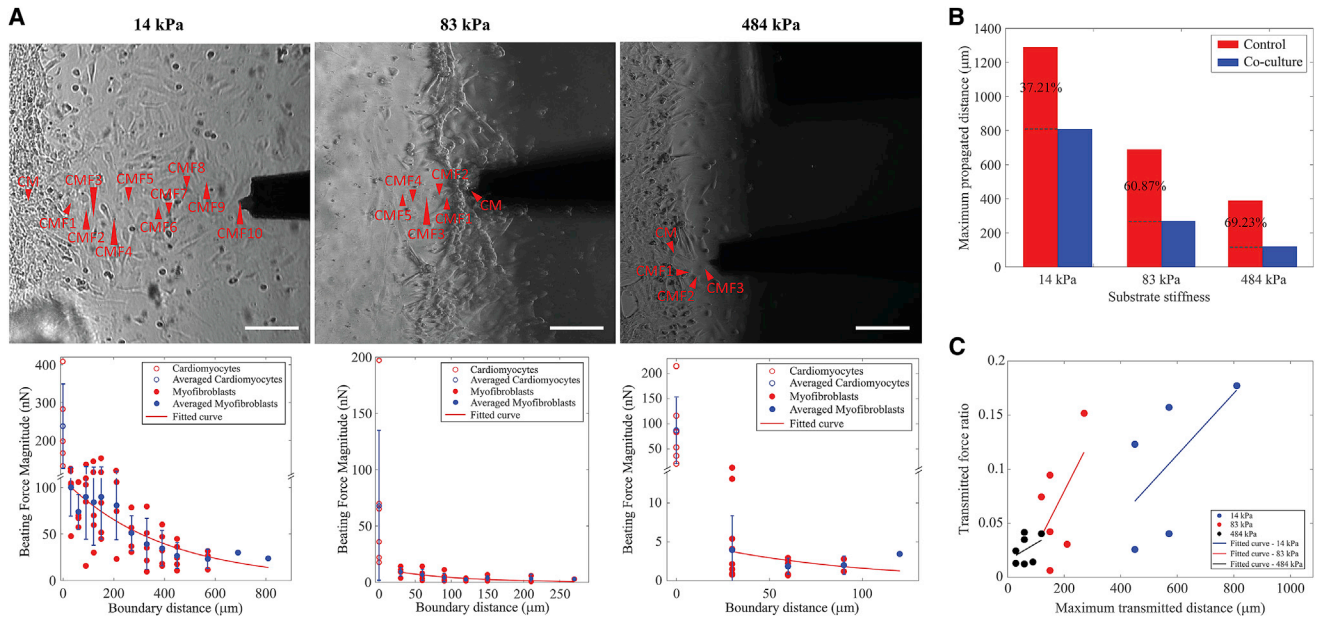 A
14 kPa
83 kPa
484 kPa
CM
CMF1
CMF2
CMF3
CMF4
CMF5
CMF6
CMF7
CMF8
CMF9
CMF10
CMF4
CMF2
CMF5
CMF1
CM
CMF3
CM
CMF1
CMF2
CMF3
Beating Force Magnitude (nN)
400
300
200
100
50
0
0
200
400
600
800
Boundary distance (μm)
Cardiomyocytes
Averaged Cardiomyocytes
Myofibroblasts
Averaged Myofibroblasts
Fitted curve
Beating Force Magnitude (nN)
200
150
100
50
0
0
50
100
150
200
250
Boundary distance (μm)
Cardiomyocytes
Averaged Cardiomyocytes
Myofibroblasts
Averaged Myofibroblasts
Fitted curve
Beating Force Magnitude (nN)
200
150
100
50
10
5
0
0
50
100
Boundary distance (μm)
Cardiomyocytes
Averaged Cardiomyocytes
Myofibroblasts
Averaged Myofibroblasts
Fitted curve
B
Maximum propagated distance (μm)
1400
1200
1000
800
600
400
200
0
37.21%
60.87%
69.23%
Control
Co-culture
14 kPa
83 kPa
484 kPa
Substrate stiffness
C
Transmitted force ratio
0.2
0.15
0.1
0.05
0
0
200
400
600
800
1000
Maximum transmitted distance (μm)
14 kPa
83 kPa
484 kPa
Fitted curve - 14 kPa
Fitted curve - 83 kPa
Fitted curve - 484 kPa